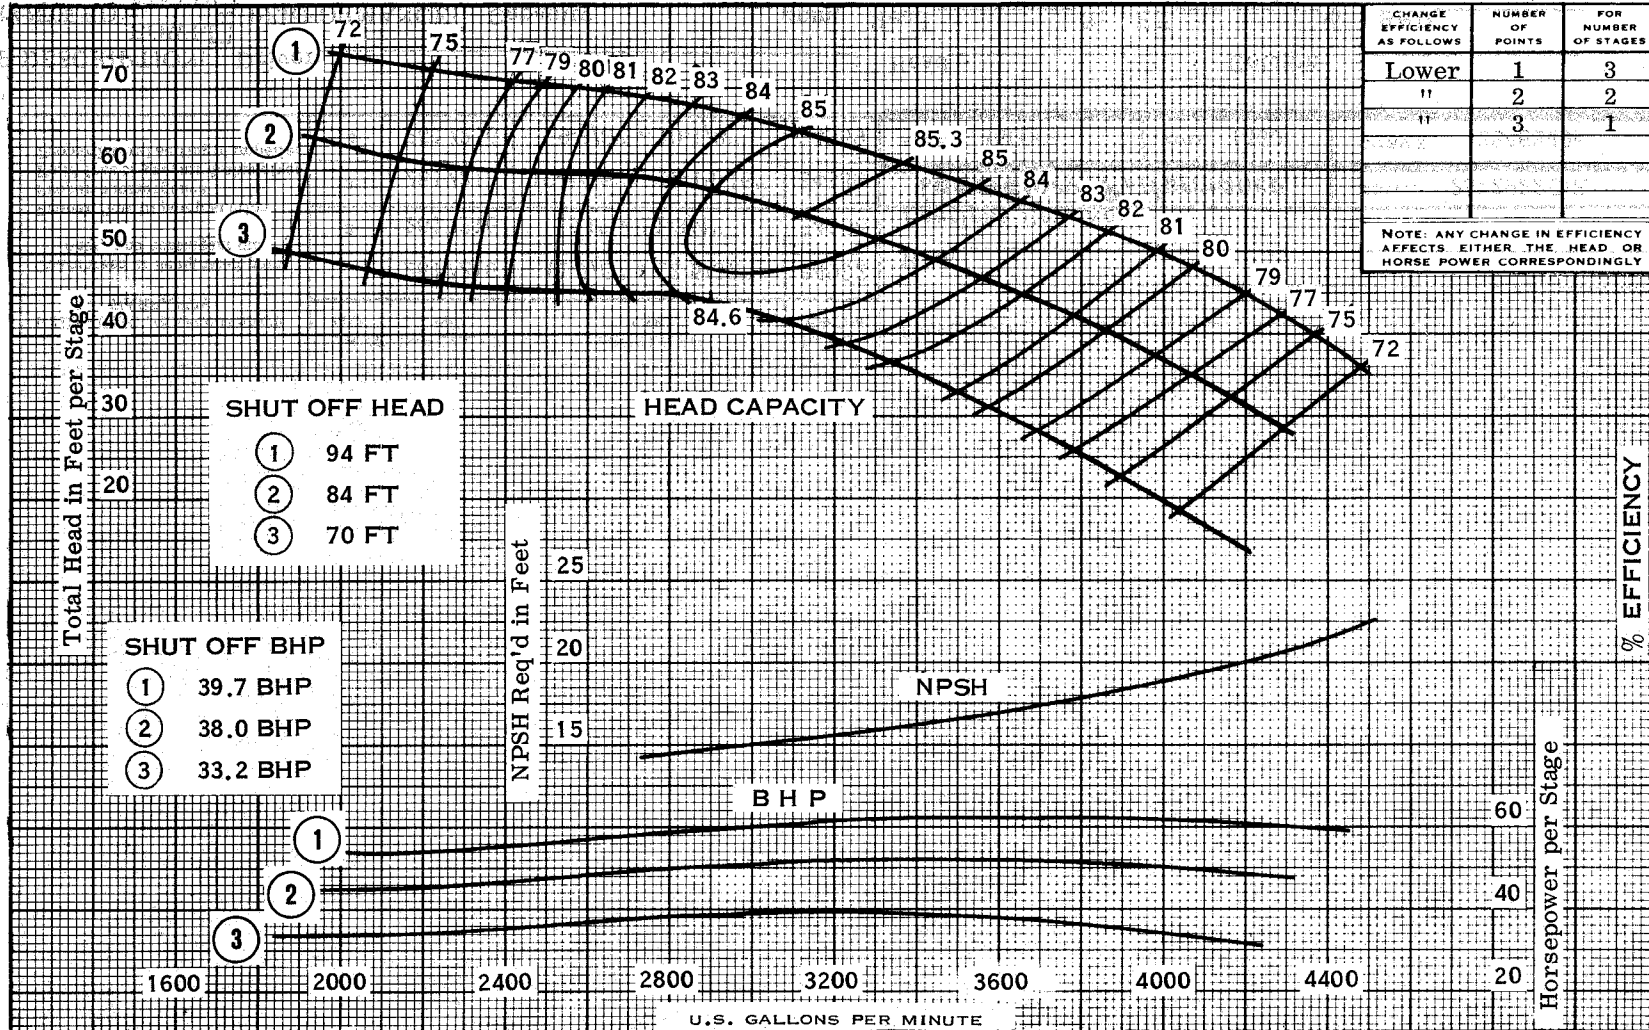 CHANGE EFFICIENCY AS FOLLOWS NUMBER OF POINTS FOR NUMBER OF STAGES
Lower 1 3
" 2 2
" 3 1
NOTE: ANY CHANGE IN EFFICIENCY
AFFECTS EITHER THE HEAD OR
HORSE POWER CORRESPONDINGLY
Total Head in Feet per Stage
70
60
50
40
30
20
1
2
3
72
75
77
79
80
81
82
83
84
85
85.3
85
84
83
82
81
80
79
77
75
72
84.6
HEAD CAPACITY
SHUT OFF HEAD
1 94 FT
2 84 FT
3 70 FT
SHUT OFF BHP
1 39.7 BHP
2 38.0 BHP
3 33.2 BHP
NPSH Req'd in Feet
25
20
15
NPSH
% EFFICIENCY
BHP
1
2
3
Horsepower per Stage
60
40
20
1600 2000 2400 2800 3200 3600 4000 4400
U.S. GALLONS PER MINUTE